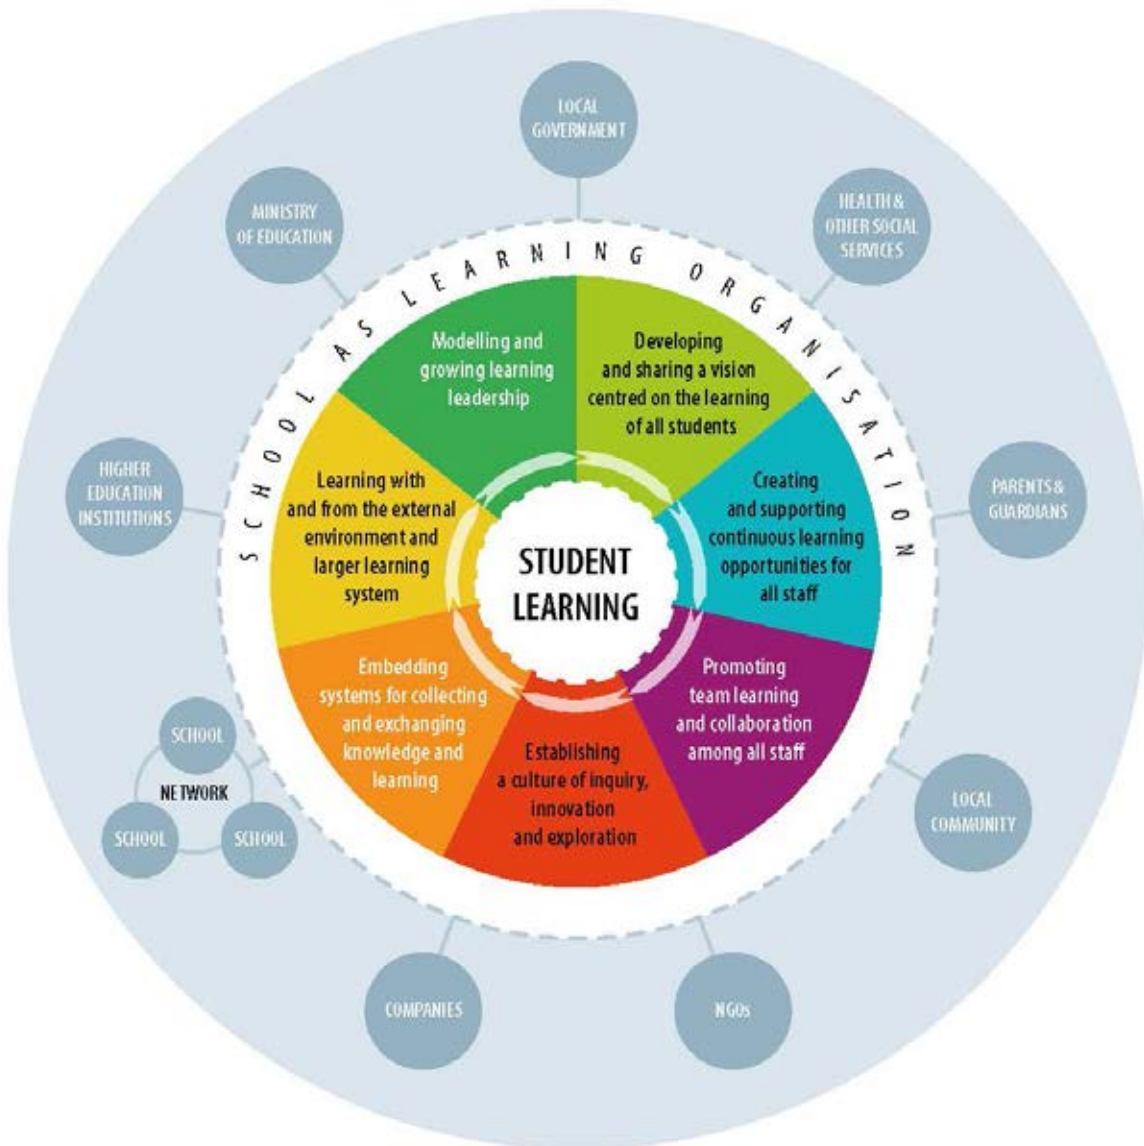 LOCAL
GOVERNMENT
HEALTH &
OTHER SOCIAL
SERVICES
PARENTS &
GUARDIANS
LOCAL
COMMUNITY
NGOs
COMPANIES
SCHOOL
NETWORK
SCHOOL
SCHOOL
HIGHER
EDUCATION
INSTITUTIONS
MINISTRY
OF EDUCATION
SCHOOL AS LEARNING ORGANISATION
Developing
and sharing a vision
centred on the learning
of all students
Creating
and supporting
continuous learning
opportunities for
all staff
Promoting
team learning
and collaboration
among all staff
Establishing
a culture of inquiry,
innovation
and exploration
Embedding
systems for collecting
and exchanging
knowledge and
learning
Learning with
and from the external
environment and
larger learning
system
Modelling and
growing learning
leadership
STUDENT
LEARNING